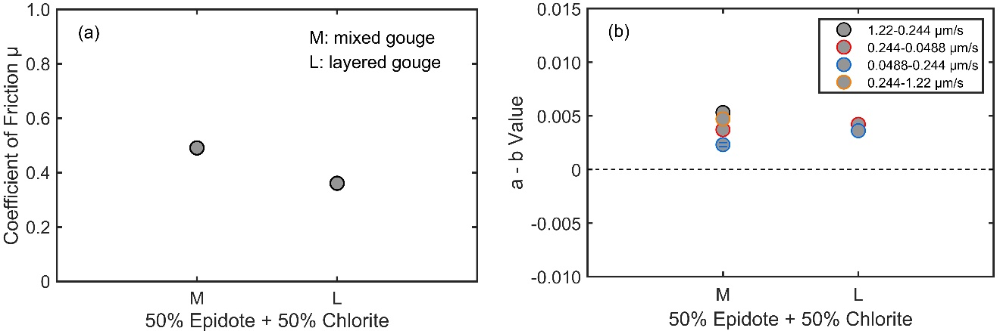 (a)
M: mixed gouge
L: layered gouge
Coefficient of Friction μ
1.0
0.8
0.6
0.4
0.2
0
M
L
50% Epidote + 50% Chlorite
(b)
1.22-0.244 μm/s
0.244-0.0488 μm/s
0.0488-0.244 μm/s
0.244-1.22 μm/s
a - b Value
0.015
0.010
0.005
0
-0.005
-0.010
M
L
50% Epidote + 50% Chlorite